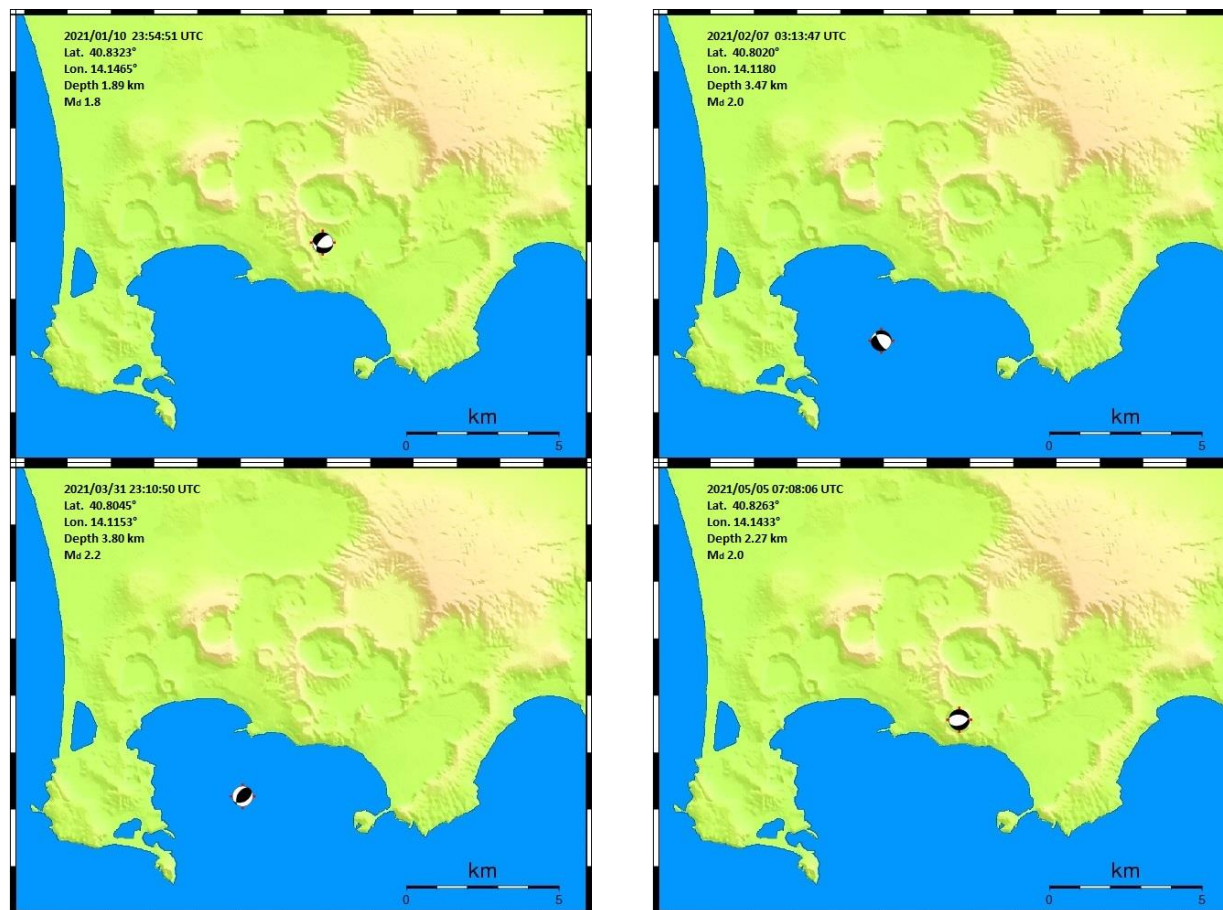 2021/01/10 23:54:51 UTC
Lat. 40.8323°
Lon. 14.1465°
Depth 1.89 km
Md 1.8
km
0 5
2021/02/07 03:13:47 UTC
Lat. 40.8020°
Lon. 14.1180
Depth 3.47 km
Md 2.0
km
0 5
2021/03/31 23:10:50 UTC
Lat. 40.8045°
Lon. 14.1153°
Depth 3.80 km
Md 2.2
km
0 5
2021/05/05 07:08:06 UTC
Lat. 40.8263°
Lon. 14.1433°
Depth 2.27 km
Md 2.0
km
0 5